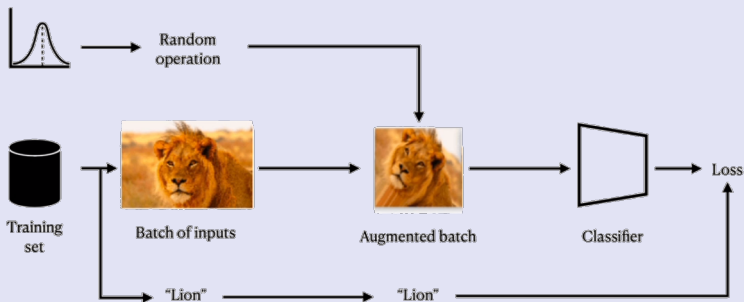 Random
operation
Training
set
Batch of inputs
Augmented batch
Classifier
Loss
“Lion”
“Lion”